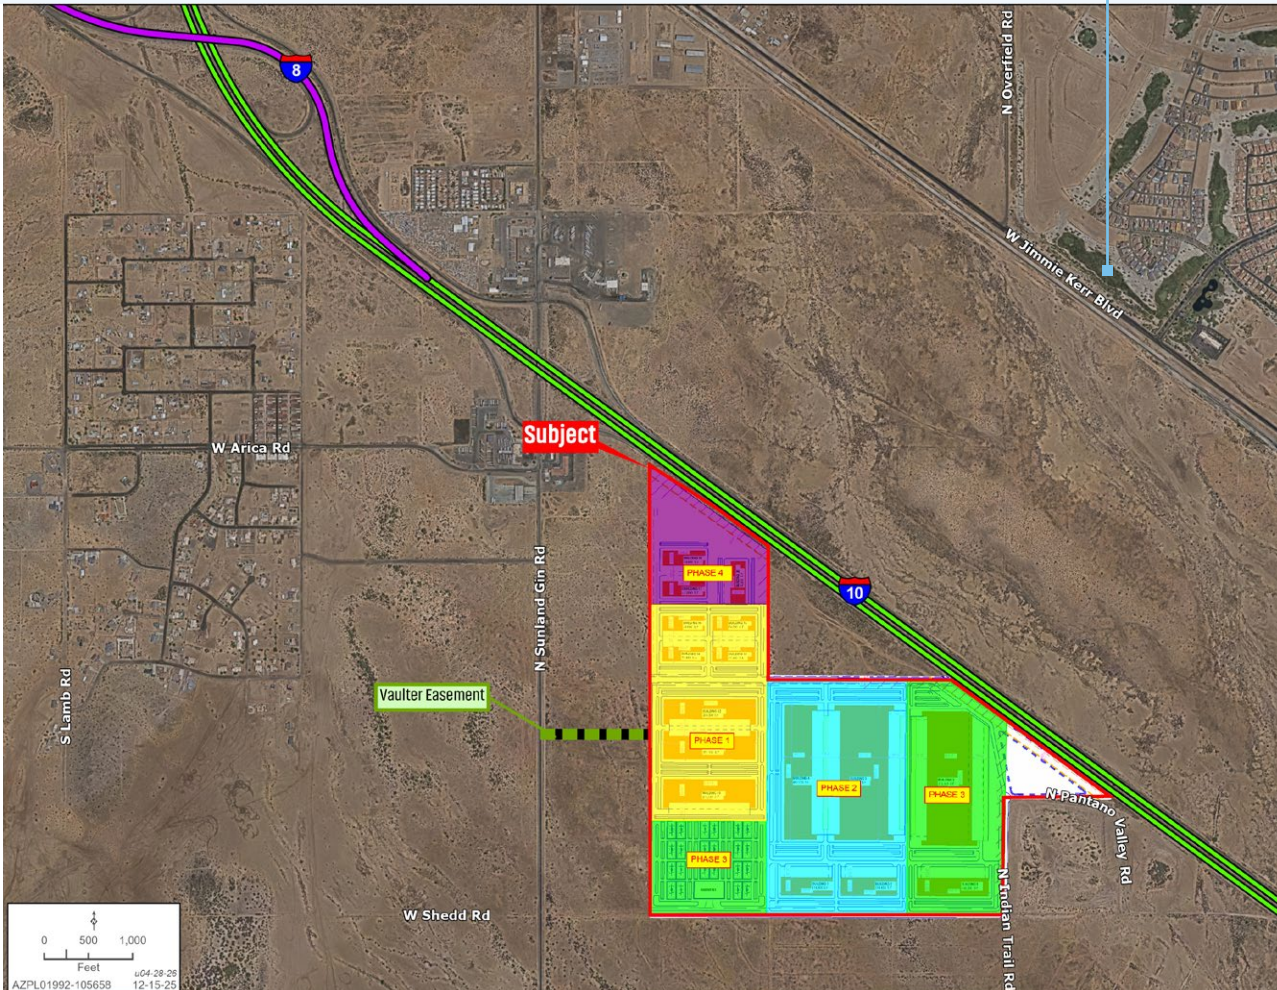 8
N Overfield Rd
W Jimmie Kerr Blvd
W Arica Rd
Subject
N Sunland Gin Rd
PHASE 4
10
S Lamb Rd
Vaulter Easement
PHASE 1
PHASE 2
PHASE 3
N Pantano Valley Rd
PHASE 3
W Shedd Rd
N Indian Trail Rd
0 500 1,000
Feet
u04-28-26
AZPL01992-105658 12-15-25